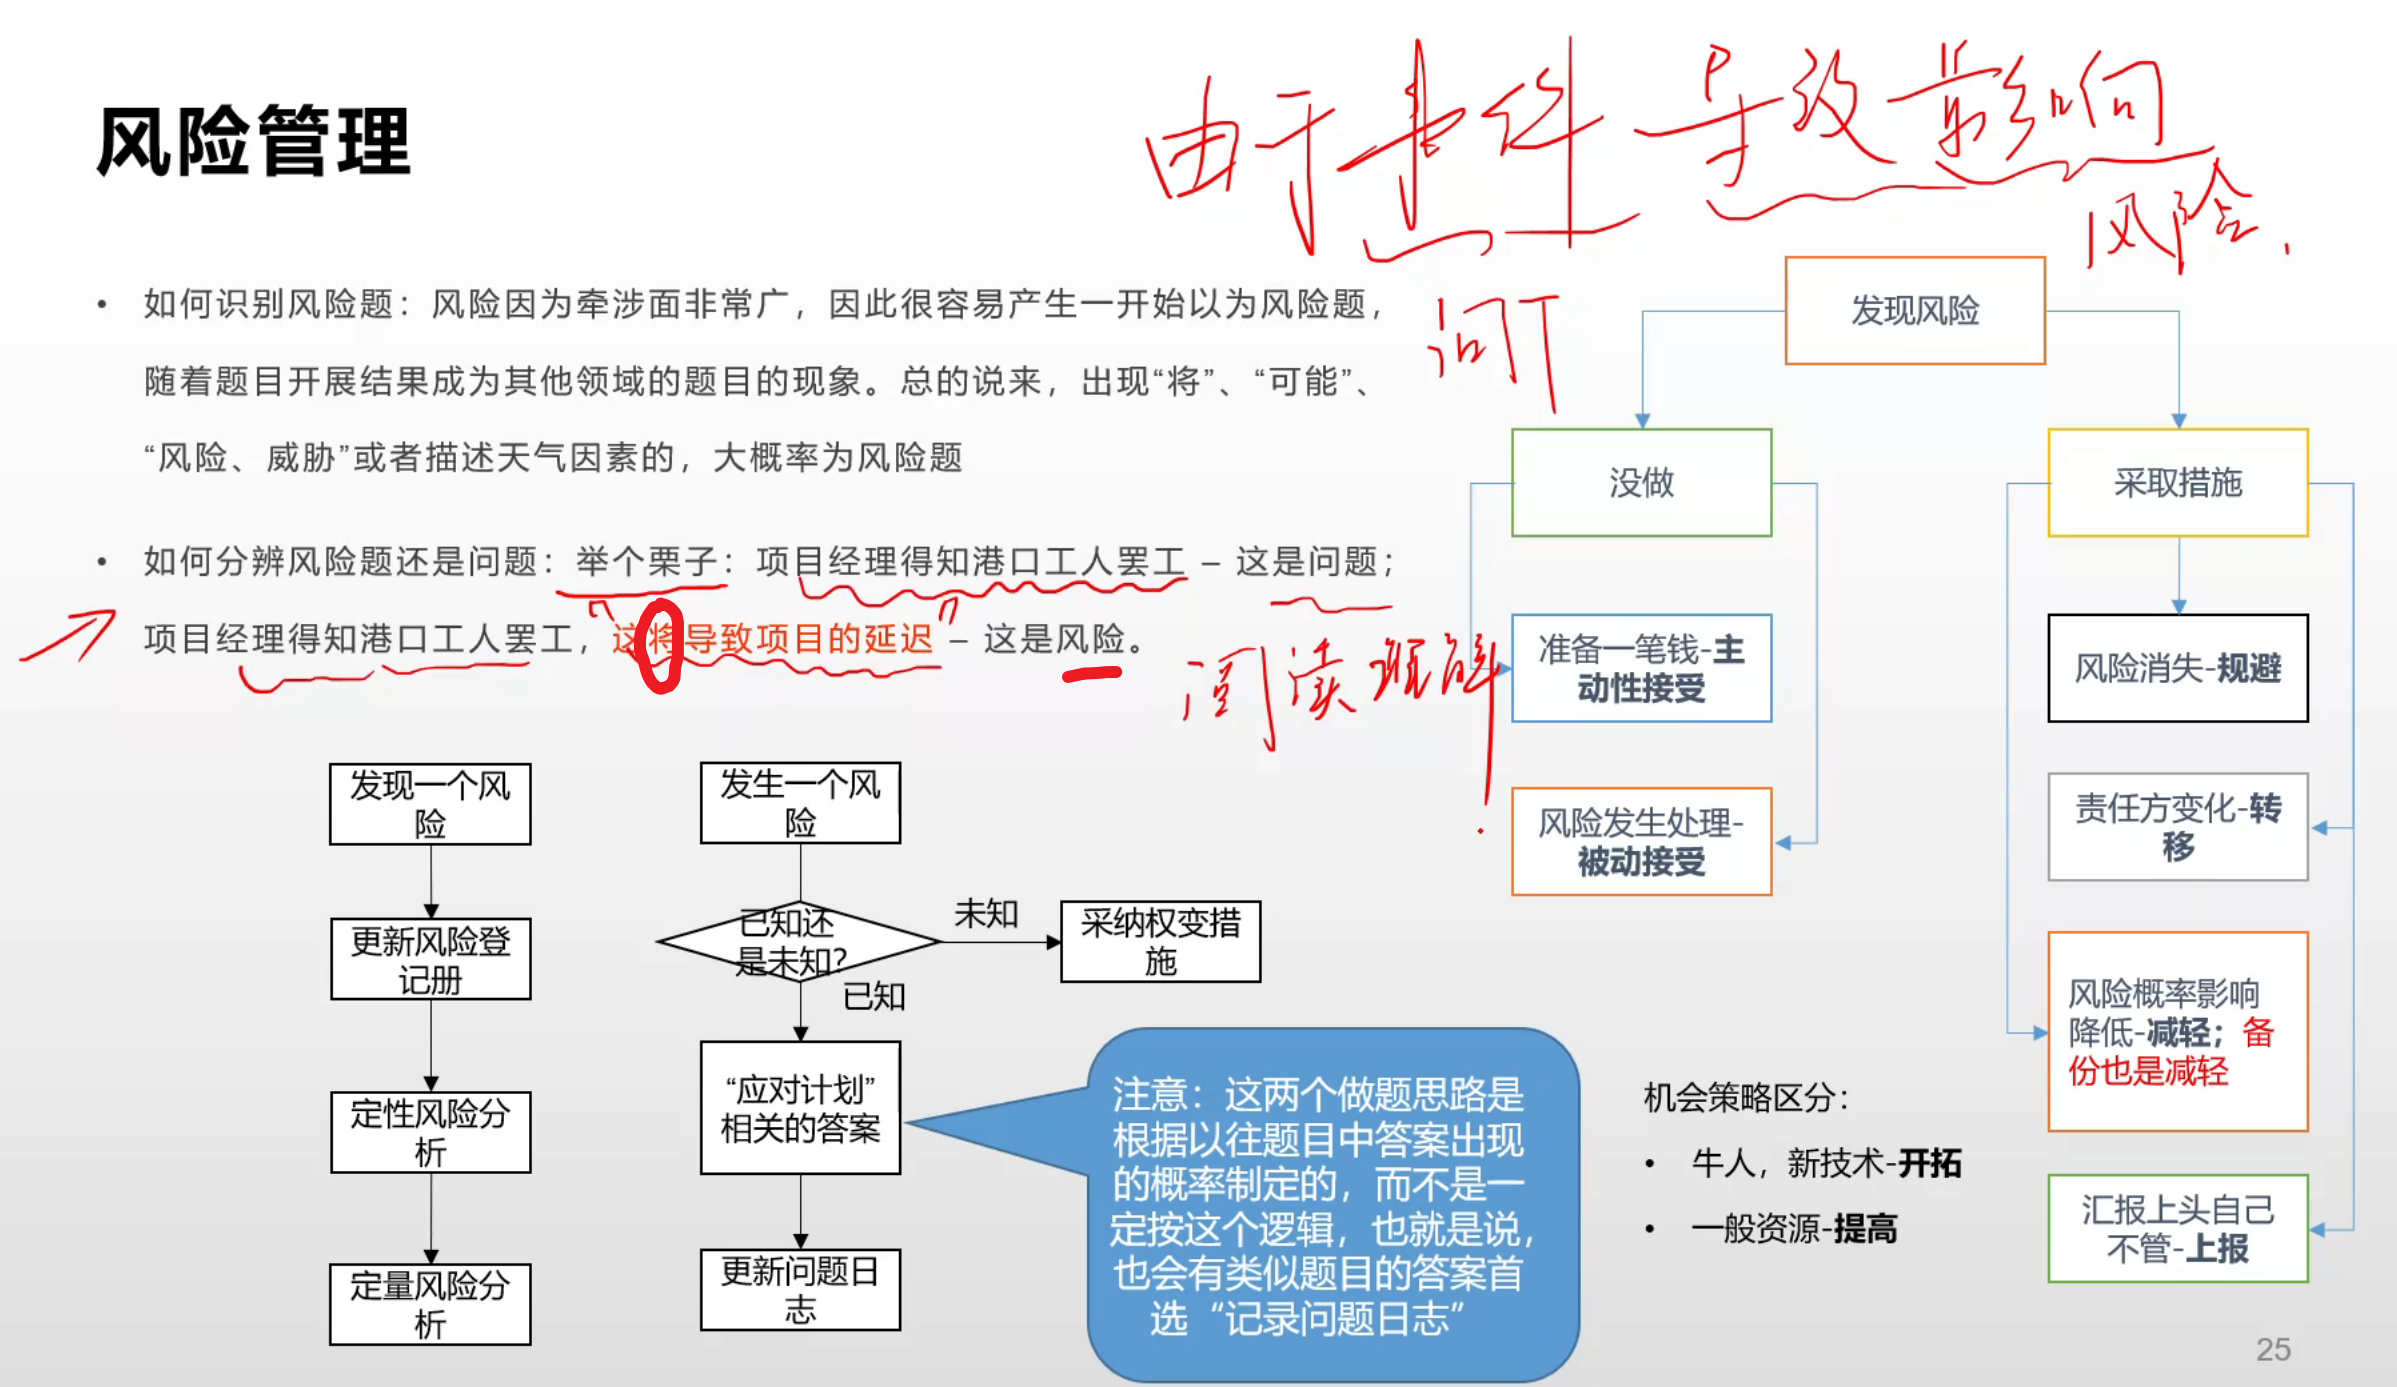 风险管理
由于事件 导致影响
P
风险.
• 如何识别风险题：风险因为牵涉面非常广，因此很容易产生一开始以为风险题，
随着题目开展结果成为其他领域的题目的现象。总的说来，出现“将”、“可能”、
“风险、威胁”或者描述天气因素的，大概率为风险题
问T
• 如何分辨风险题还是问题：举个栗子：项目经理得知港口工人罢工 – 这是问题；
项目经理得知港口工人罢工，这将导致项目的延迟 – 这是风险。
阅读理解
发现一个风
险
更新风险登
记册
定性风险分
析
定量风险分
析
发生一个风
险
已知还
是未知?
未知
采纳权变措
施
已知
“应对计划”
相关的答案
更新问题日
志
注意：这两个做题思路是
根据以往题目中答案出现
的概率制定的，而不是一
定按这个逻辑，也就是说，
也会有类似题目的答案首
选“记录问题日志”
发现风险
没做
准备一笔钱-主
动性接受
风险发生处理-
被动接受
采取措施
风险消失-规避
责任方变化-转
移
风险概率影响
降低-减轻；备
份也是减轻
汇报上头自己
不管-上报
机会策略区分：
• 牛人，新技术-开拓
• 一般资源-提高
25